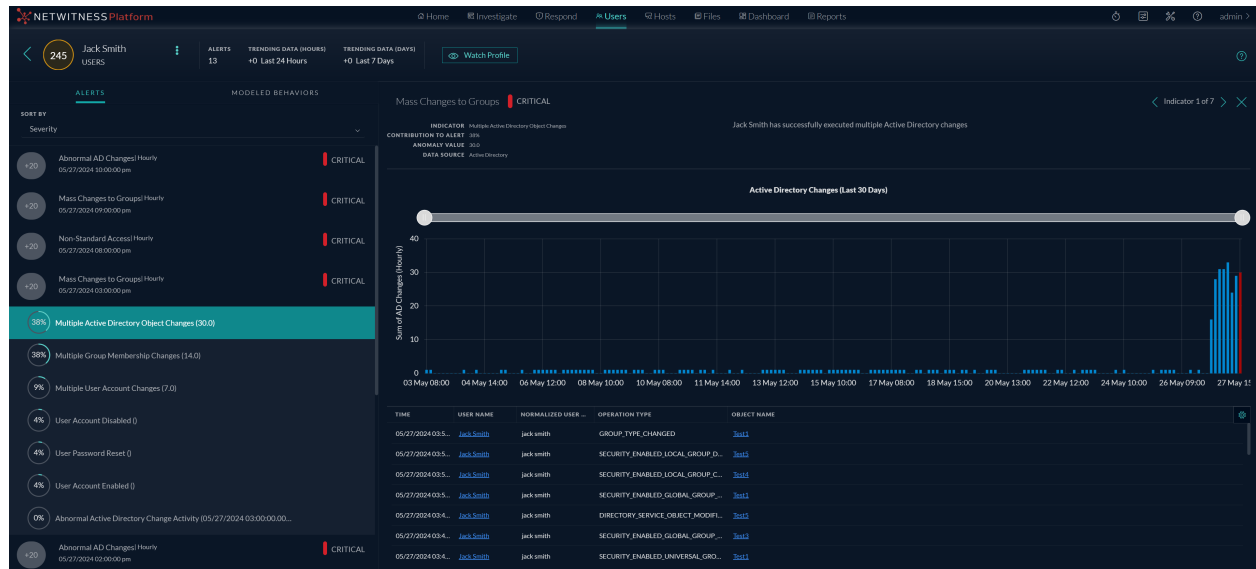 NETWITNESS Platform
Home Investigate Respond Users Hosts Files Dashboard Reports admin
245
Jack Smith
USERS
ALERTS
13
TRENDING DATA (HOURS)
+0 Last 24 Hours
TRENDING DATA (DAYS)
+0 Last 7 Days
Watch Profile
ALERTS MODELED BEHAVIORS
SORT BY
Severity
+20 Abnormal AD Changes| Hourly CRITICAL
05/27/2024 10:00:00 pm
+20 Mass Changes to Groups| Hourly CRITICAL
05/27/2024 09:00:00 pm
+20 Non-Standard Access| Hourly CRITICAL
05/27/2024 08:00:00 pm
+20 Mass Changes to Groups| Hourly CRITICAL
05/27/2024 03:00:00 pm
38% Multiple Active Directory Object Changes (30.0)
38% Multiple Group Membership Changes (14.0)
9% Multiple User Account Changes (7.0)
4% User Account Disabled ()
4% User Password Reset ()
4% User Account Enabled ()
0% Abnormal Active Directory Change Activity (05/27/2024 03:00:00.00...
+20 Abnormal AD Changes| Hourly CRITICAL
05/27/2024 02:00:00 pm
Mass Changes to Groups CRITICAL
Indicator 1 of 7
INDICATOR Multiple Active Directory Object Changes
CONTRIBUTION TO ALERT 38%
ANOMALY VALUE 30.0
DATA SOURCE Active Directory
Jack Smith has successfully executed multiple Active Directory changes
Active Directory Changes (Last 30 Days)
Sum of AD Changes (Hourly)
40
30
20
10
0
03 May 08:00 04 May 14:00 06 May 12:00 08 May 10:00 10 May 08:00 11 May 14:00 13 May 12:00 15 May 10:00 17 May 08:00 18 May 15:00 20 May 13:00 22 May 12:00 24 May 10:00 26 May 09:00 27 May 15
TIME USER NAME NORMALIZED USER ... OPERATION TYPE OBJECT NAME
05/27/2024 03:5... Jack Smith jack smith GROUP_TYPE_CHANGED Test1
05/27/2024 03:5... Jack Smith jack smith SECURITY_ENABLED_LOCAL_GROUP_D... Test5
05/27/2024 03:5... Jack Smith jack smith SECURITY_ENABLED_LOCAL_GROUP_C... Test4
05/27/2024 03:5... Jack Smith jack smith SECURITY_ENABLED_GLOBAL_GROUP_... Test1
05/27/2024 03:4... Jack Smith jack smith DIRECTORY_SERVICE_OBJECT_MODIFI... Test5
05/27/2024 03:4... Jack Smith jack smith SECURITY_ENABLED_GLOBAL_GROUP_... Test3
05/27/2024 03:4... Jack Smith jack smith SECURITY_ENABLED_UNIVERSAL_GRO... Test1